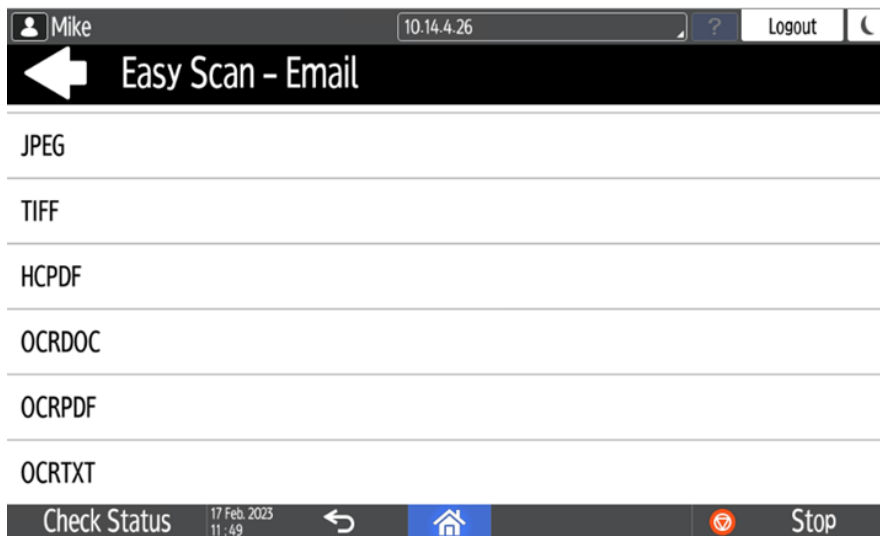 Mike 10.14.4.26 ? Logout
Easy Scan – Email
JPEG
TIFF
HCPDF
OCRDOC
OCRPDF
OCRTXT
Check Status 17 Feb. 2023 Stop
11:49